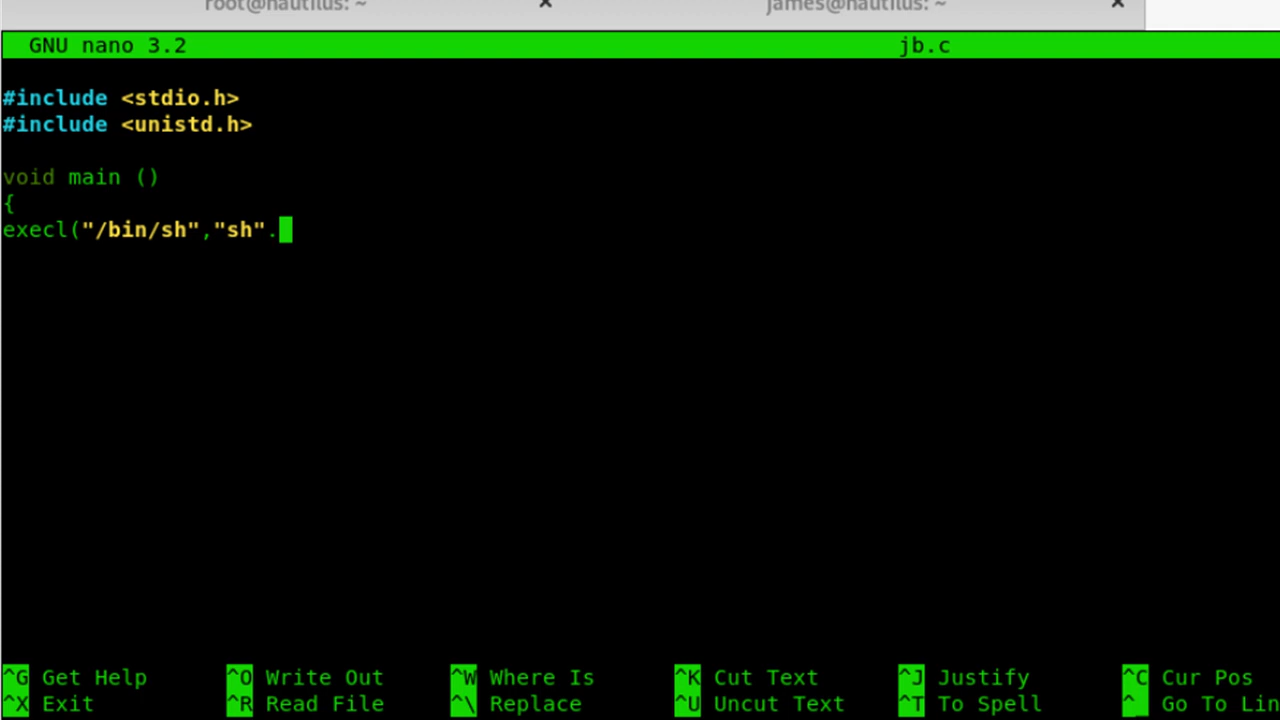 root@nautilus: ~ × james@nautilus: ~ ×
GNU nano 3.2 jb.c
#include <stdio.h>
#include <unistd.h>
void main ()
{
execl("/bin/sh","sh".
^G Get Help ^O Write Out ^W Where Is ^K Cut Text ^J Justify ^C Cur Pos
^X Exit ^R Read File ^\ Replace ^U Uncut Text ^T To Spell ^ Go To Lin